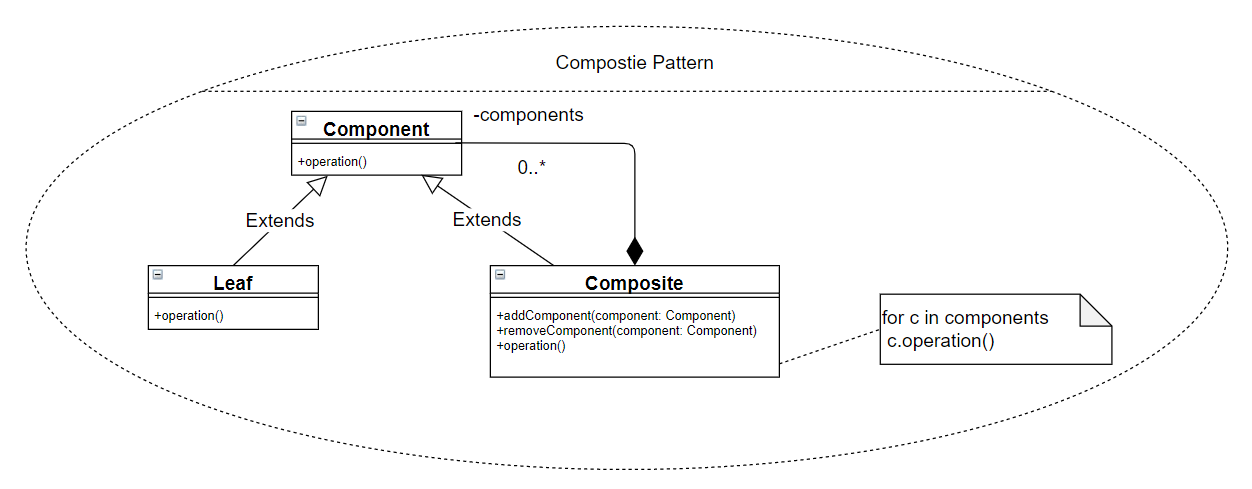 Compostie Pattern
-components
Component
0..*
+operation()
Extends
Extends
Leaf
+operation()
Composite
+addComponent(component: Component)
+removeComponent(component: Component)
+operation()
for c in components
c.operation()